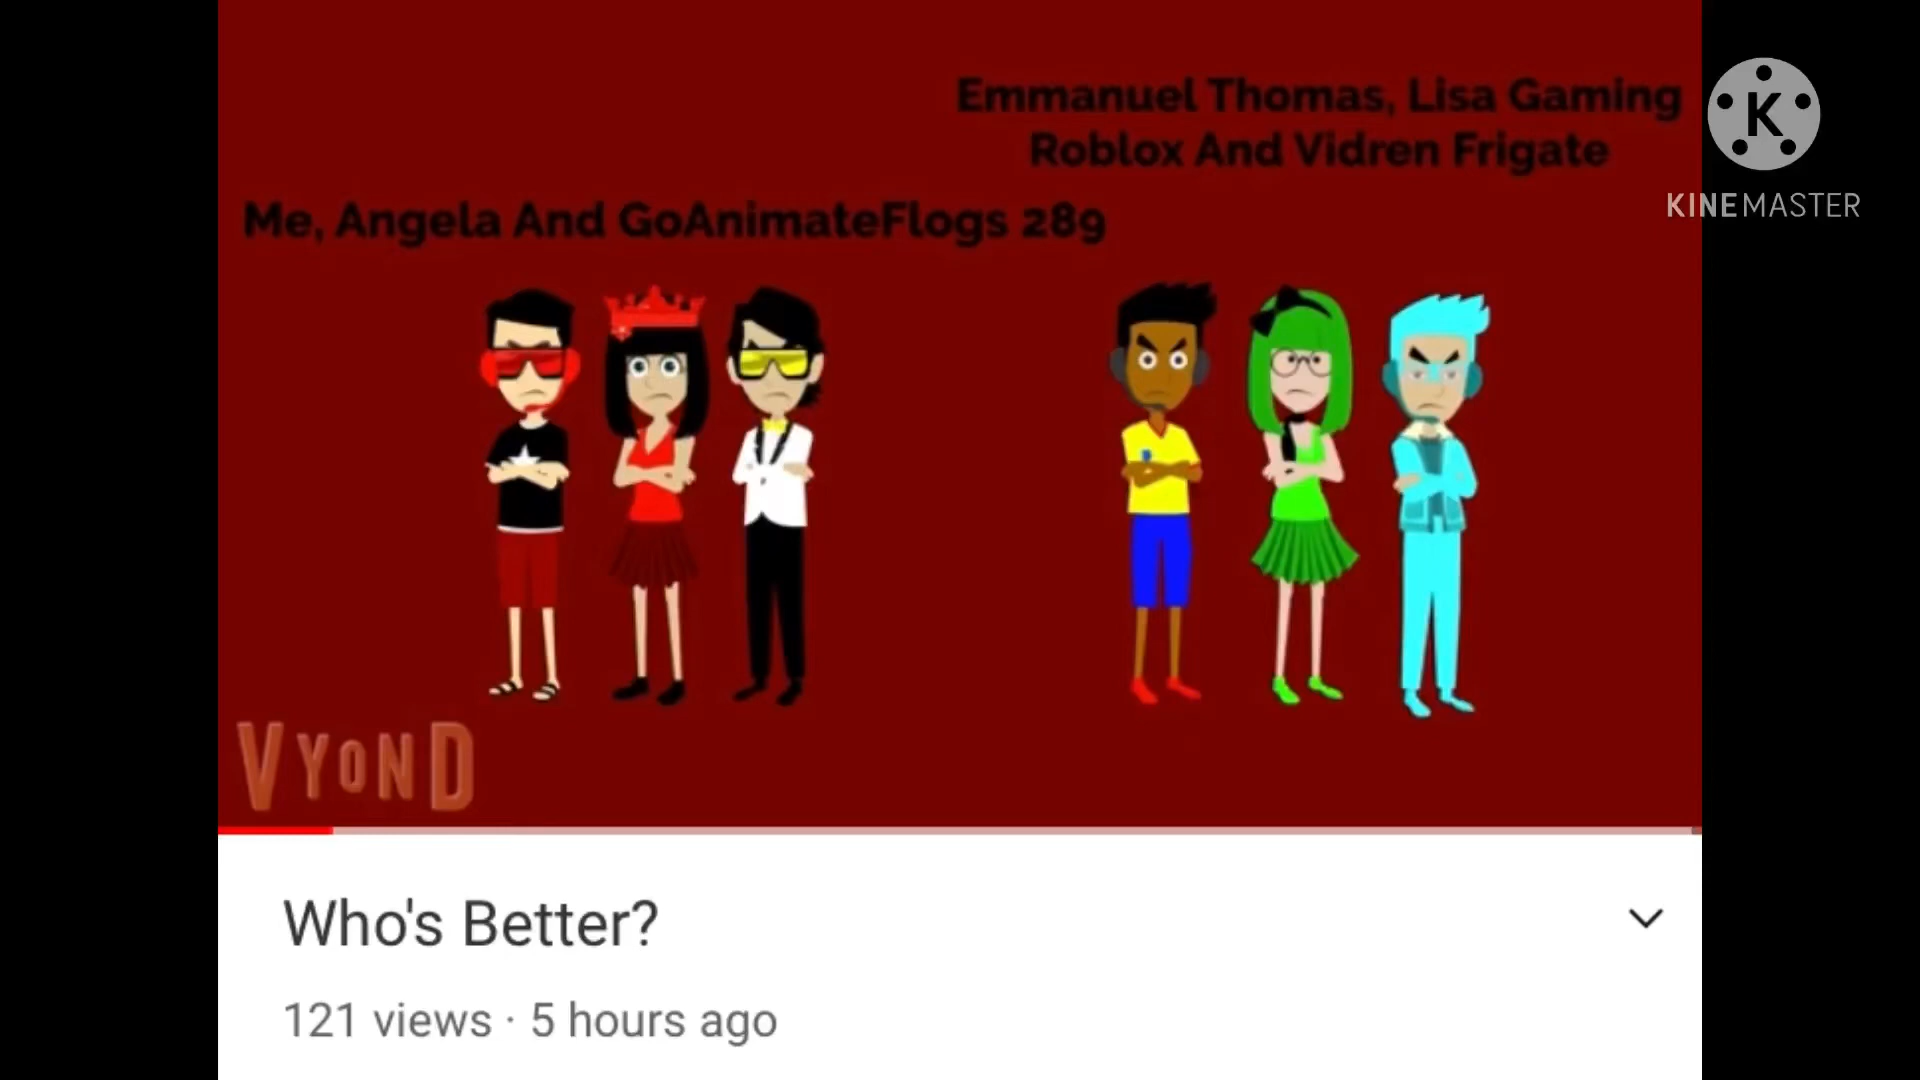 Emmanuel Thomas, Lisa Gaming
Roblox And Vidren Frigate
K
KINEMASTER
Me, Angela And GoAnimateFlogs 289
VYOND
Who's Better?
121 views · 5 hours ago